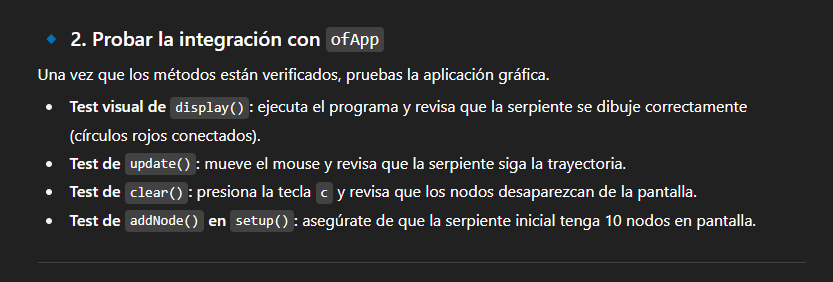 2. Probar la integración con ofApp
Una vez que los métodos están verificados, pruebas la aplicación gráfica.
• Test visual de display(): ejecuta el programa y revisa que la serpiente se dibuje correctamente
(círculos rojos conectados).
• Test de update(): mueve el mouse y revisa que la serpiente siga la trayectoria.
• Test de clear(): presiona la tecla c y revisa que los nodos desaparezcan de la pantalla.
• Test de addNode() en setup(): asegúrate de que la serpiente inicial tenga 10 nodos en pantalla.